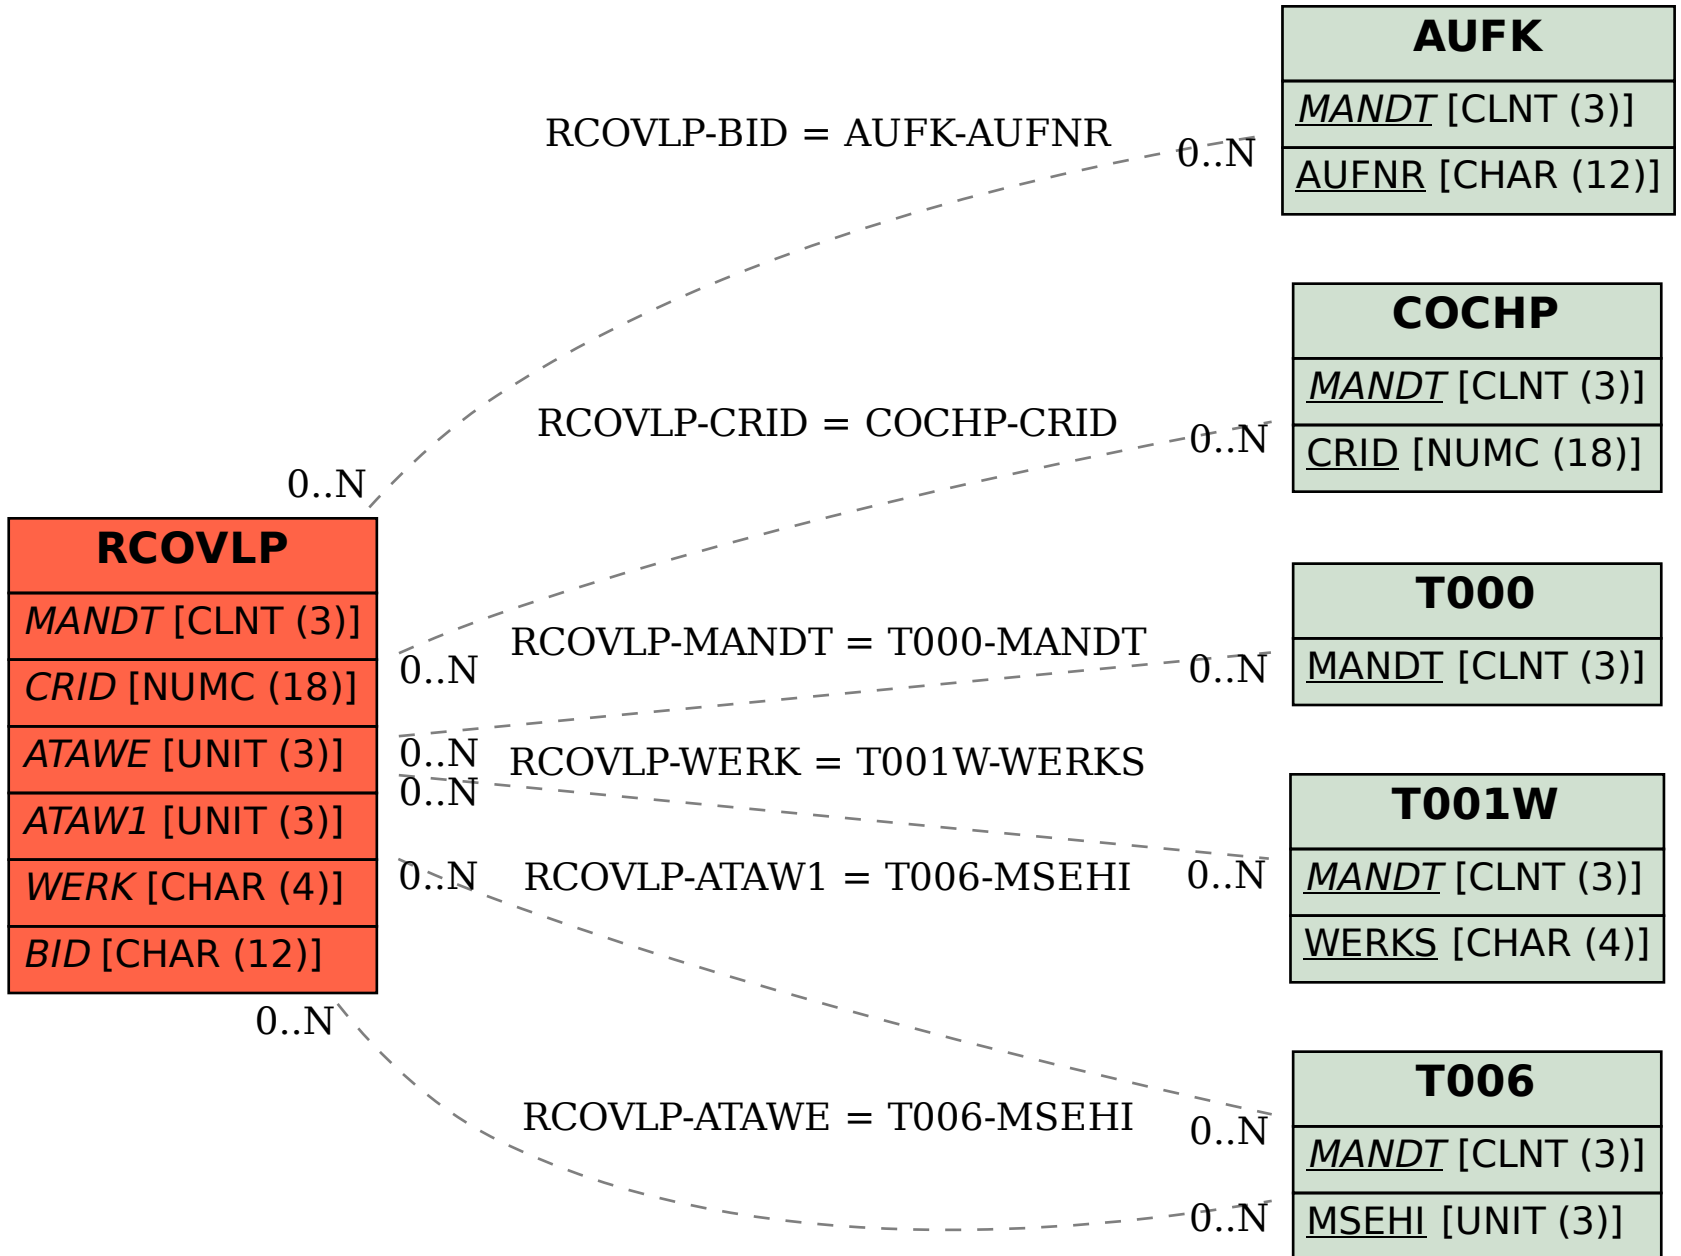 AUFK
MANDT [CLNT (3)]
AUFNR [CHAR (12)]
RCOVLP-BID = AUFK-AUFNR
0..N
0..N
COCHP
MANDT [CLNT (3)]
CRID [NUMC (18)]
RCOVLP-CRID = COCHP-CRID
0..N
0..N
RCOVLP
MANDT [CLNT (3)]
CRID [NUMC (18)]
ATAWE [UNIT (3)]
ATAW1 [UNIT (3)]
WERK [CHAR (4)]
BID [CHAR (12)]
T000
MANDT [CLNT (3)]
RCOVLP-MANDT = T000-MANDT
0..N
0..N
RCOVLP-WERK = T001W-WERKS
0..N
0..N
T001W
MANDT [CLNT (3)]
WERKS [CHAR (4)]
RCOVLP-ATAW1 = T006-MSEHI
0..N
0..N
RCOVLP-ATAWE = T006-MSEHI
0..N
0..N
T006
MANDT [CLNT (3)]
MSEHI [UNIT (3)]